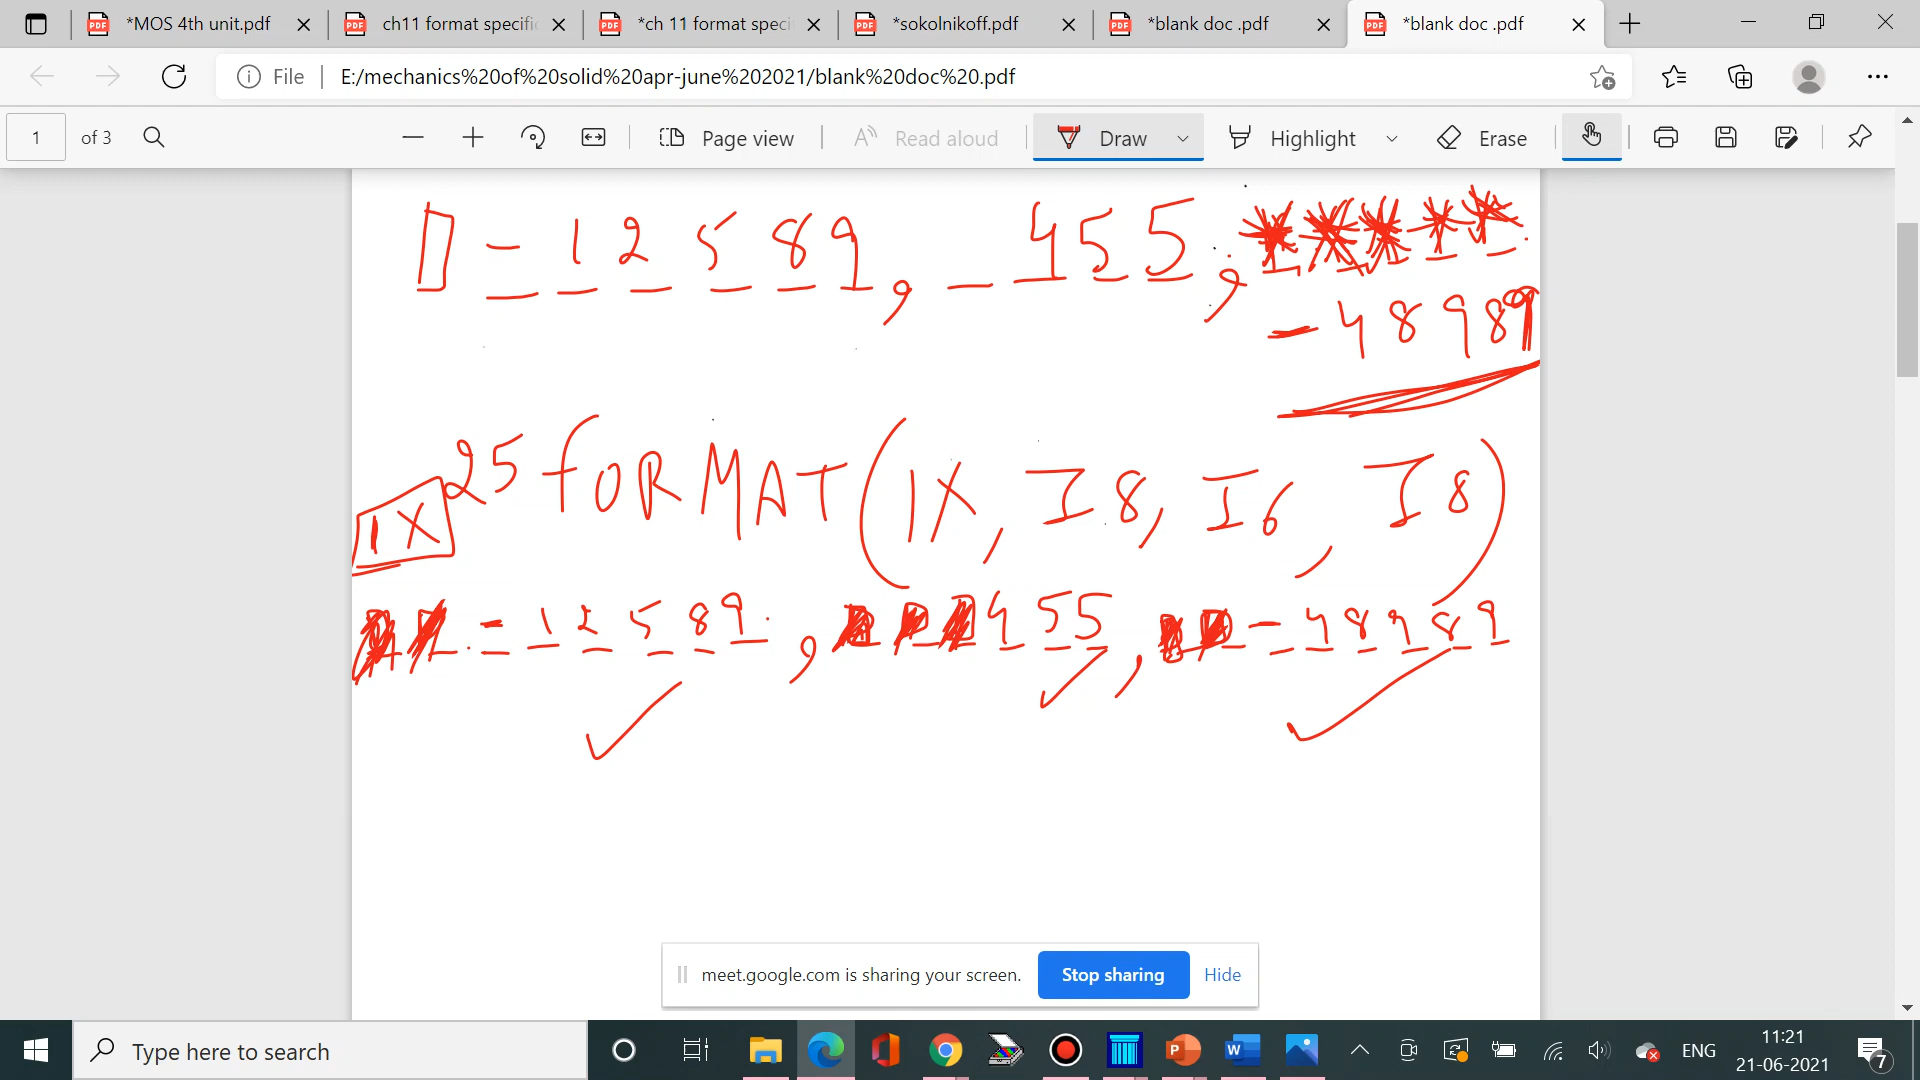 *MOS 4th unit.pdf ch11 format specific *ch 11 format speci *sokolnikoff.pdf *blank doc .pdf *blank doc .pdf
File E:/mechanics%20of%20solid%20apr-june%202021/blank%20doc%20.pdf
1 of 3 Page view Read aloud Draw Highlight Erase
-12589, 455, *****
-48989
25 FORMAT(1X, I8, I6, I8)
1X
-12589, 455, -48989
meet.google.com is sharing your screen. Stop sharing Hide
Type here to search
ENG
11:21
21-06-2021
7